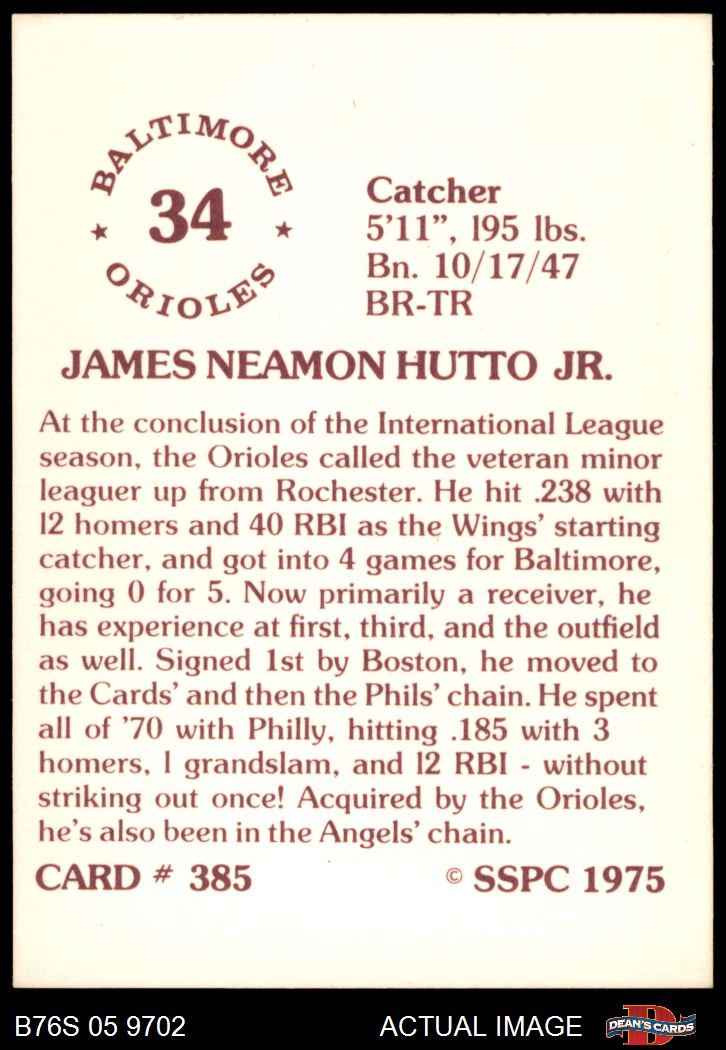 BALTIMORE
34
ORIOLES
Catcher
5'11”, 195 lbs.
Bn. 10/17/47
BR-TR
JAMES NEAMON HUTTO JR.
At the conclusion of the International League
season, the Orioles called the veteran minor
leaguer up from Rochester. He hit .238 with
12 homers and 40 RBI as the Wings’ starting
catcher, and got into 4 games for Baltimore,
going 0 for 5. Now primarily a receiver, he
has experience at first, third, and the outfield
as well. Signed 1st by Boston, he moved to
the Cards’ and then the Phils’ chain. He spent
all of ’70 with Philly, hitting .185 with 3
homers, 1 grandslam, and 12 RBI - without
striking out once! Acquired by the Orioles,
he’s also been in the Angels’ chain.
CARD # 385
© SSPC 1975
B76S 05 9702
ACTUAL IMAGE
D
DEAN'S CARDS